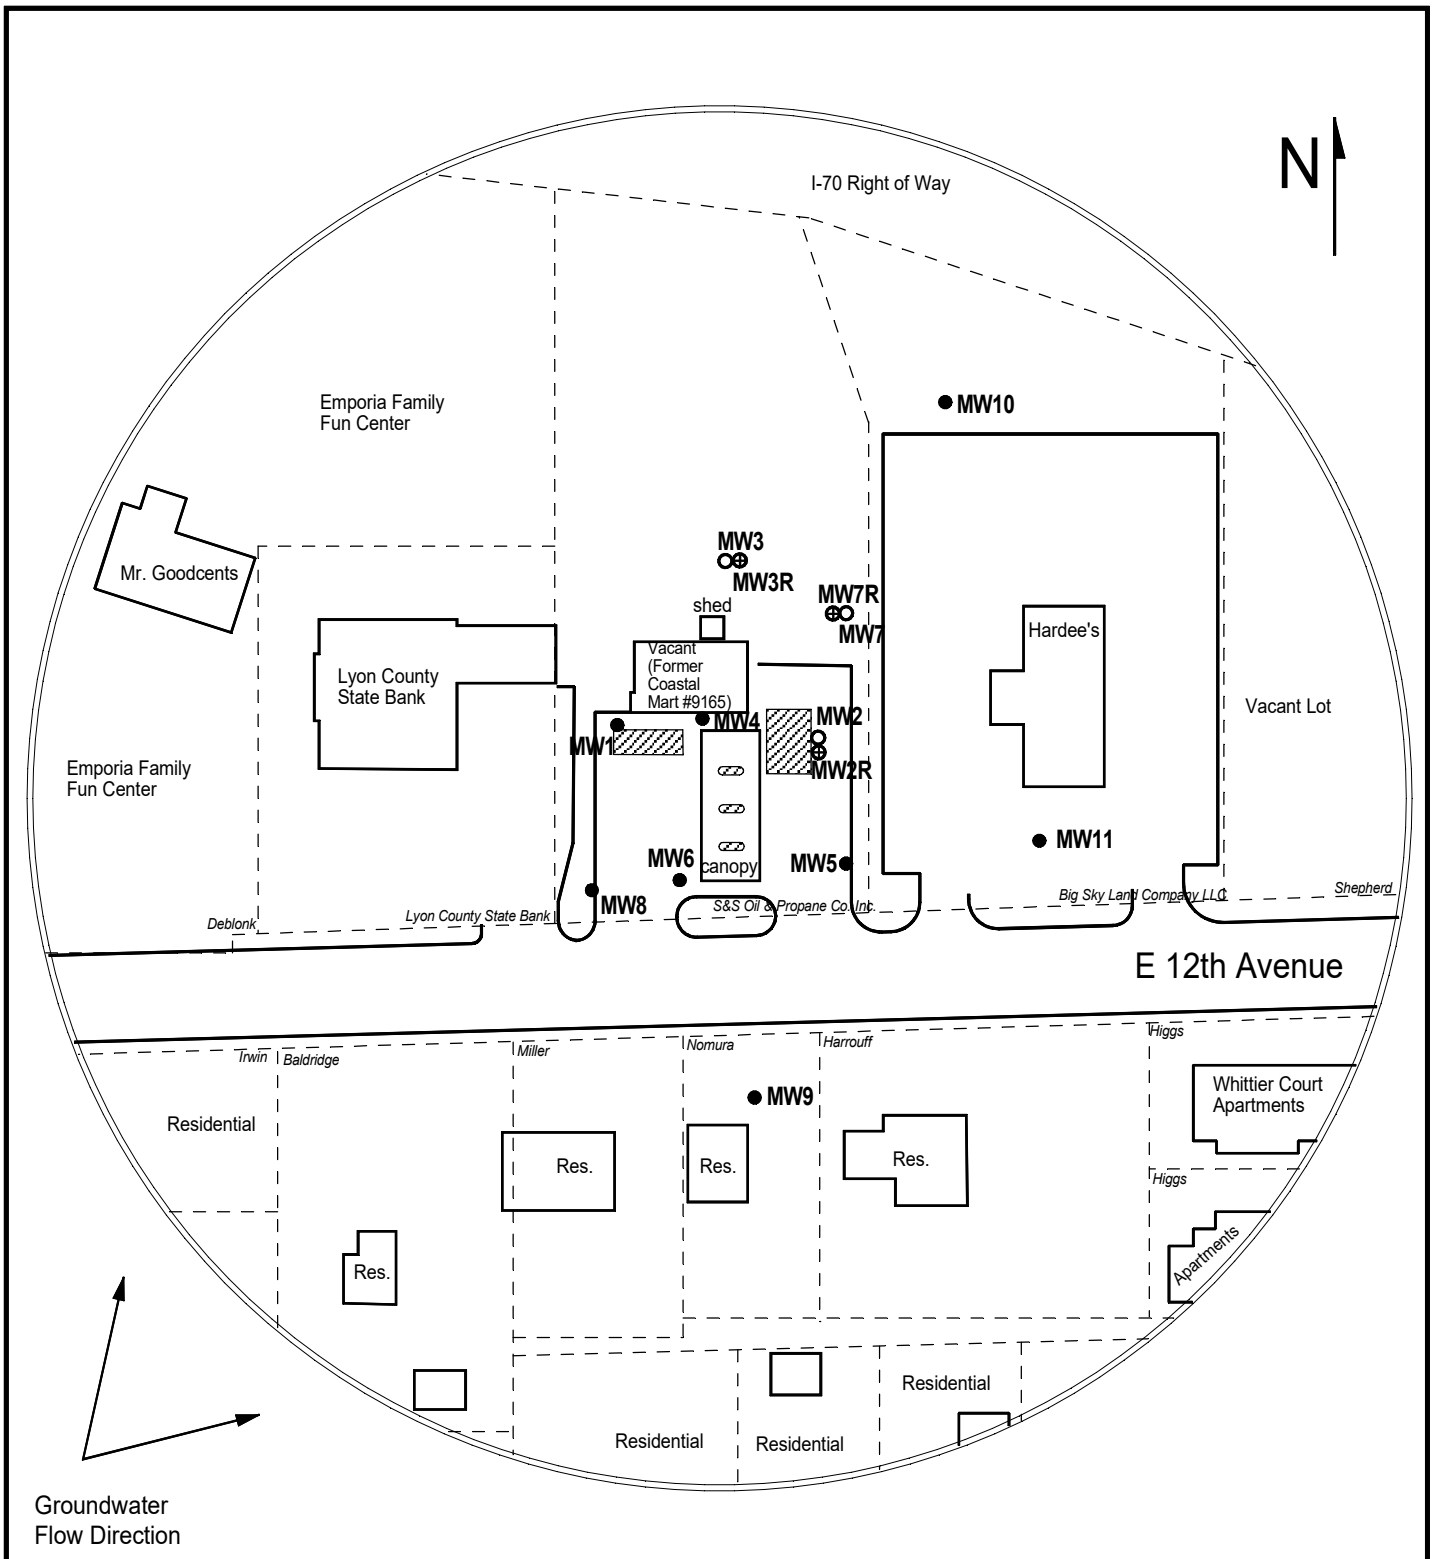 I-70 Right of Way
N
Emporia Family
Fun Center
MW10
MW3
MW3R
Mr. Goodcents
MW7R
MW7
shed
Hardee's
Vacant
(Former
Coastal
Mart #9165)
Lyon County
State Bank
Vacant Lot
MW4
MW2
MW1
MW2R
Emporia Family
Fun Center
MW11
MW6
canopy
MW5
MW8
S&S Oil & Propane Co. Inc.
Big Sky Land Company LLC
Shepherd
Deblonk
Lyon County State Bank
E 12th Avenue
Irwin
Baldridge
Miller
Nomura
Harrouff
Higgs
MW9
Whittier Court
Apartments
Residential
Res.
Res.
Res.
Higgs
Apartments
Res.
Residential
Residential
Residential
Groundwater
Flow Direction